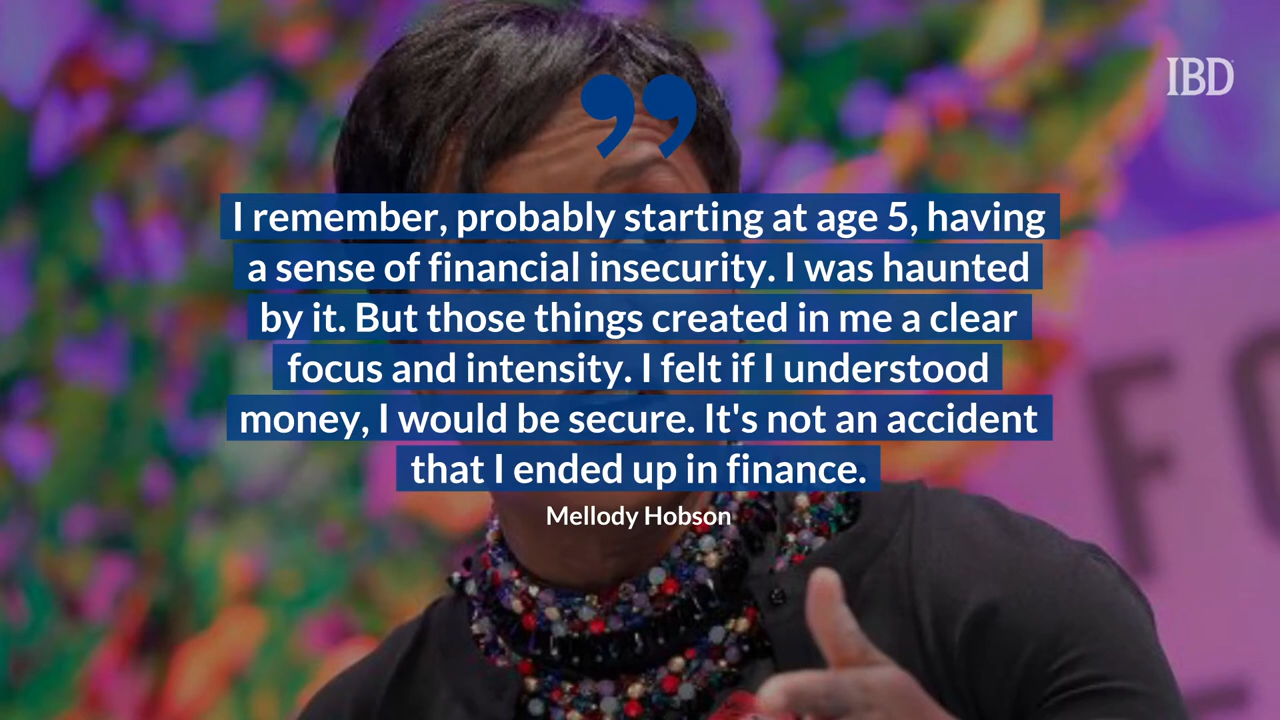 IBD
”
I remember, probably starting at age 5, having
a sense of financial insecurity. I was haunted
by it. But those things created in me a clear
focus and intensity. I felt if I understood
money, I would be secure. It's not an accident
that I ended up in finance.
Mellody Hobson
F